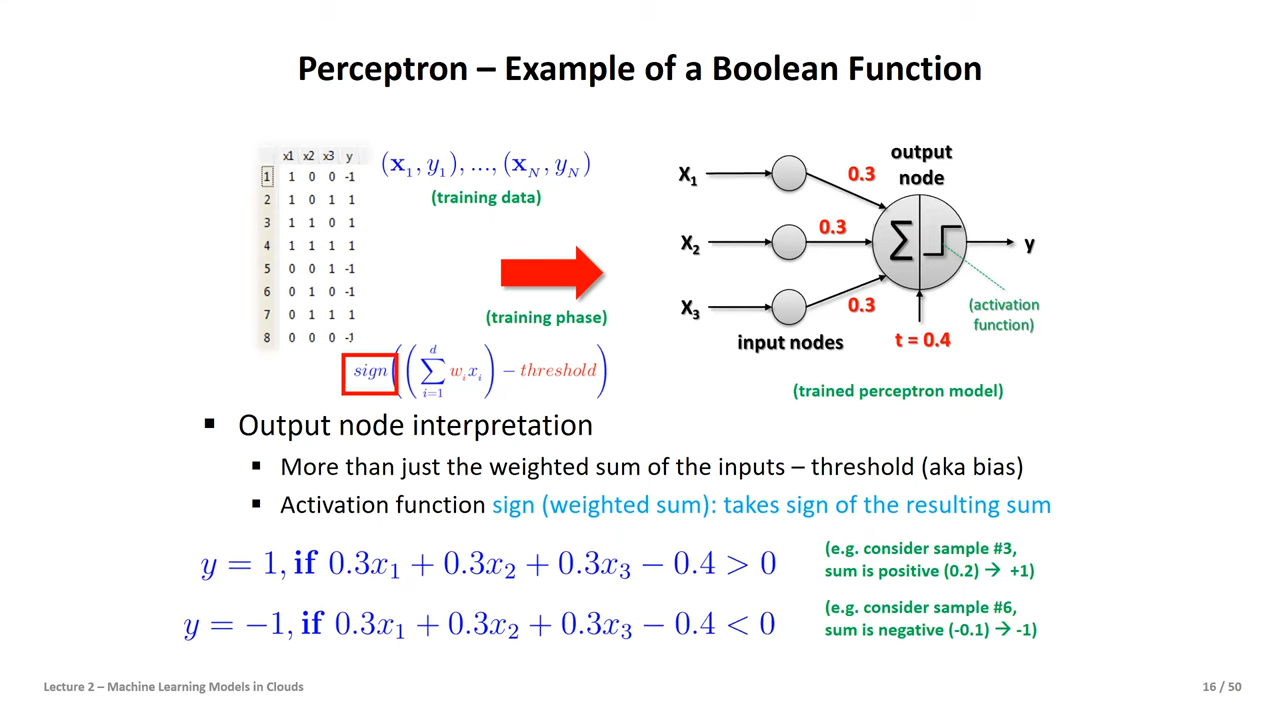 Perceptron – Example of a Boolean Function
x1 x2 x3 y
1 1 0 0 -1
2 1 0 1 1
3 1 1 0 1
4 1 1 1 1
5 0 0 1 -1
6 0 1 0 -1
7 0 1 1 1
8 0 0 0 -1
(x₁, y₁), ..., (x_N, y_N)
(training data)
(training phase)
sign((∑_{i=1}^{d} w_i x_i) − threshold)
output
node
X₁
0.3
X₂
0.3
X₃
0.3
∑
y
(activation
function)
input nodes
t = 0.4
(trained perceptron model)
▪ Output node interpretation
▪ More than just the weighted sum of the inputs – threshold (aka bias)
▪ Activation function sign (weighted sum): takes sign of the resulting sum
y = 1, if 0.3x₁ + 0.3x₂ + 0.3x₃ − 0.4 > 0
(e.g. consider sample #3,
sum is positive (0.2) → +1)
y = −1, if 0.3x₁ + 0.3x₂ + 0.3x₃ − 0.4 < 0
(e.g. consider sample #6,
sum is negative (-0.1) → -1)
Lecture 2 – Machine Learning Models in Clouds
16 / 50